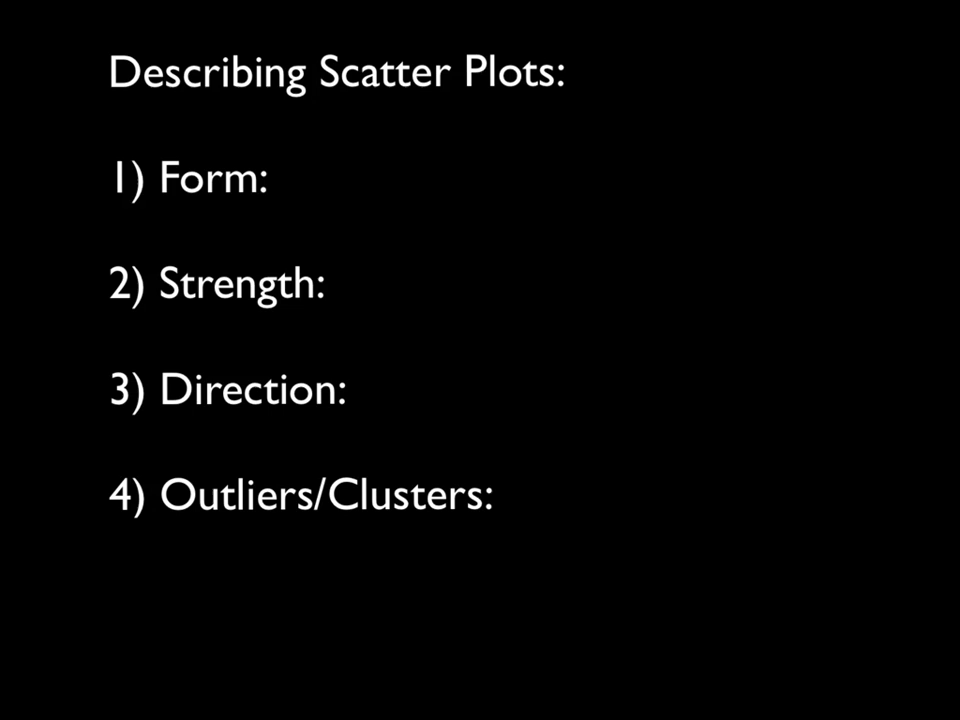 Describing Scatter Plots:
1) Form:
2) Strength:
3) Direction:
4) Outliers/Clusters: